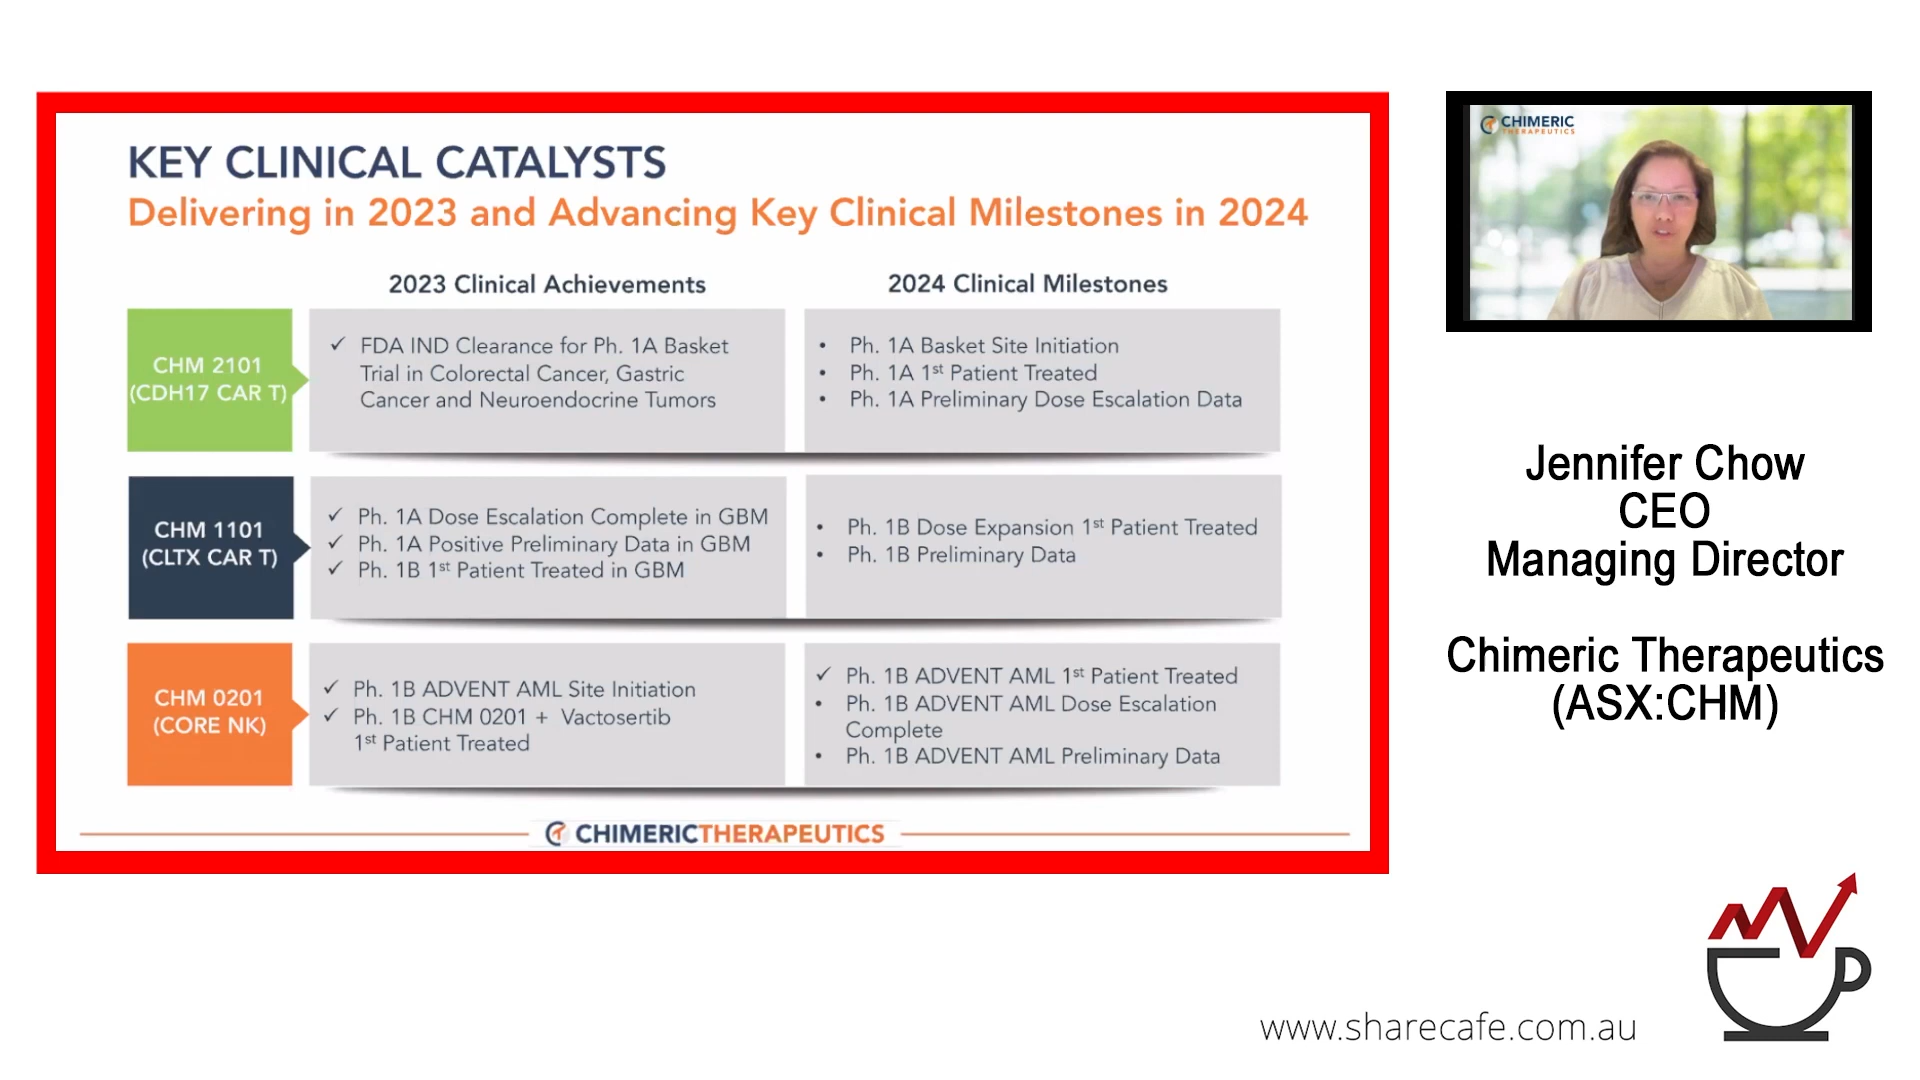 KEY CLINICAL CATALYSTS
Delivering in 2023 and Advancing Key Clinical Milestones in 2024
2023 Clinical Achievements
2024 Clinical Milestones
CHM 2101
(CDH17 CAR T)
✓ FDA IND Clearance for Ph. 1A Basket
Trial in Colorectal Cancer, Gastric
Cancer and Neuroendocrine Tumors
• Ph. 1A Basket Site Initiation
• Ph. 1A 1st Patient Treated
• Ph. 1A Preliminary Dose Escalation Data
CHM 1101
(CLTX CAR T)
✓ Ph. 1A Dose Escalation Complete in GBM
✓ Ph. 1A Positive Preliminary Data in GBM
✓ Ph. 1B 1st Patient Treated in GBM
• Ph. 1B Dose Expansion 1st Patient Treated
• Ph. 1B Preliminary Data
CHM 0201
(CORE NK)
✓ Ph. 1B ADVENT AML Site Initiation
✓ Ph. 1B CHM 0201 + Vactosertib
1st Patient Treated
✓ Ph. 1B ADVENT AML 1st Patient Treated
• Ph. 1B ADVENT AML Dose Escalation
Complete
• Ph. 1B ADVENT AML Preliminary Data
CHIMERICTHERAPEUTICS
CHIMERIC
THERAPEUTICS
Jennifer Chow
CEO
Managing Director
Chimeric Therapeutics
(ASX:CHM)
www.sharecafe.com.au